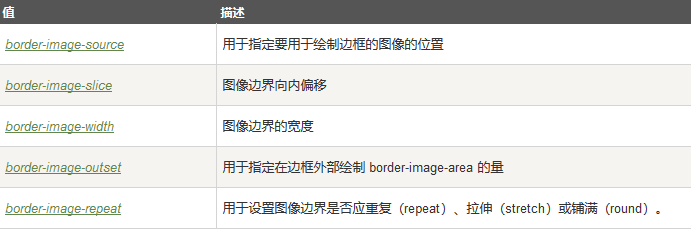 值 描述
border-image-source 用于指定要用于绘制边框的图像的位置
border-image-slice 图像边界向内偏移
border-image-width 图像边界的宽度
border-image-outset 用于指定在边框外部绘制 border-image-area 的量
border-image-repeat 用于设置图像边界是否应重复（repeat）、拉伸（stretch）或铺满（round）。